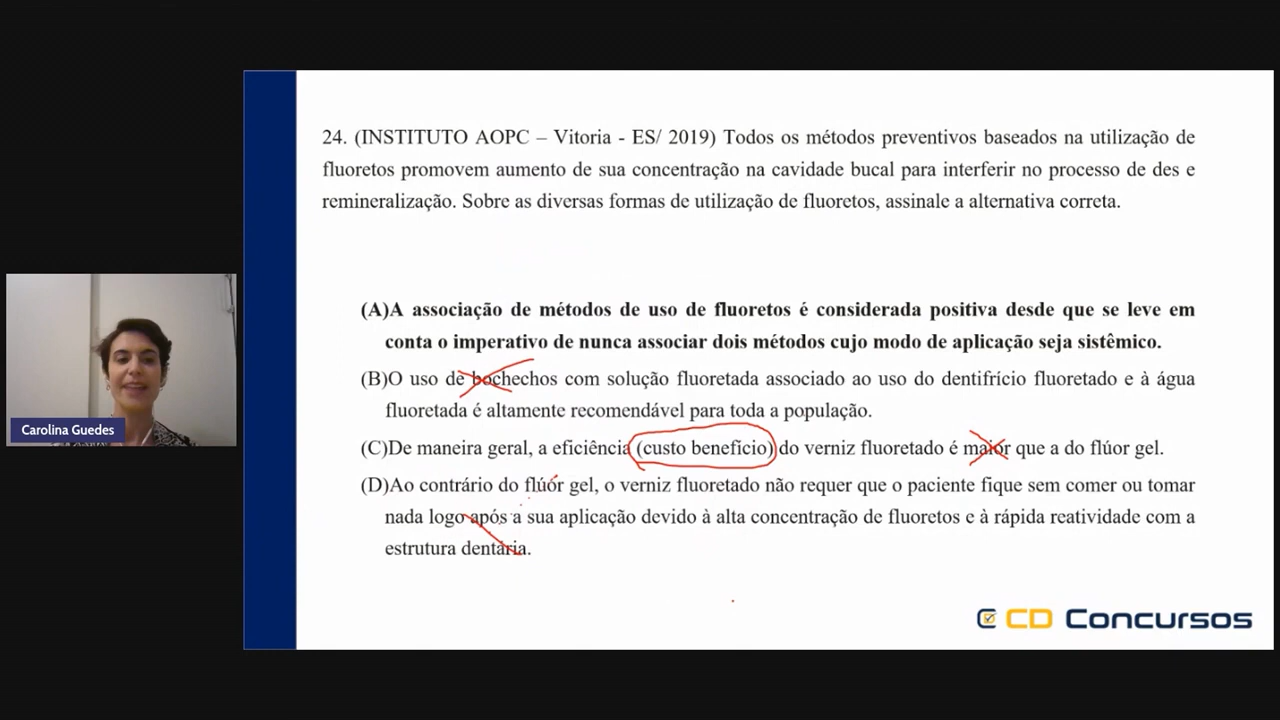 24. (INSTITUTO AOPC – Vitoria - ES/ 2019) Todos os métodos preventivos baseados na utilização de
fluoretos promovem aumento de sua concentração na cavidade bucal para interferir no processo de des e
remineralização. Sobre as diversas formas de utilização de fluoretos, assinale a alternativa correta.
(A)A associação de métodos de uso de fluoretos é considerada positiva desde que se leve em
conta o imperativo de nunca associar dois métodos cujo modo de aplicação seja sistêmico.
(B)O uso de bochechos com solução fluoretada associado ao uso do dentifrício fluoretado e à água
fluoretada é altamente recomendável para toda a população.
(C)De maneira geral, a eficiência (custo benefício) do verniz fluoretado é maior que a do flúor gel.
(D)Ao contrário do flúor gel, o verniz fluoretado não requer que o paciente fique sem comer ou tomar
nada logo após a sua aplicação devido à alta concentração de fluoretos e à rápida reatividade com a
estrutura dentária.
Carolina Guedes
CD Concursos